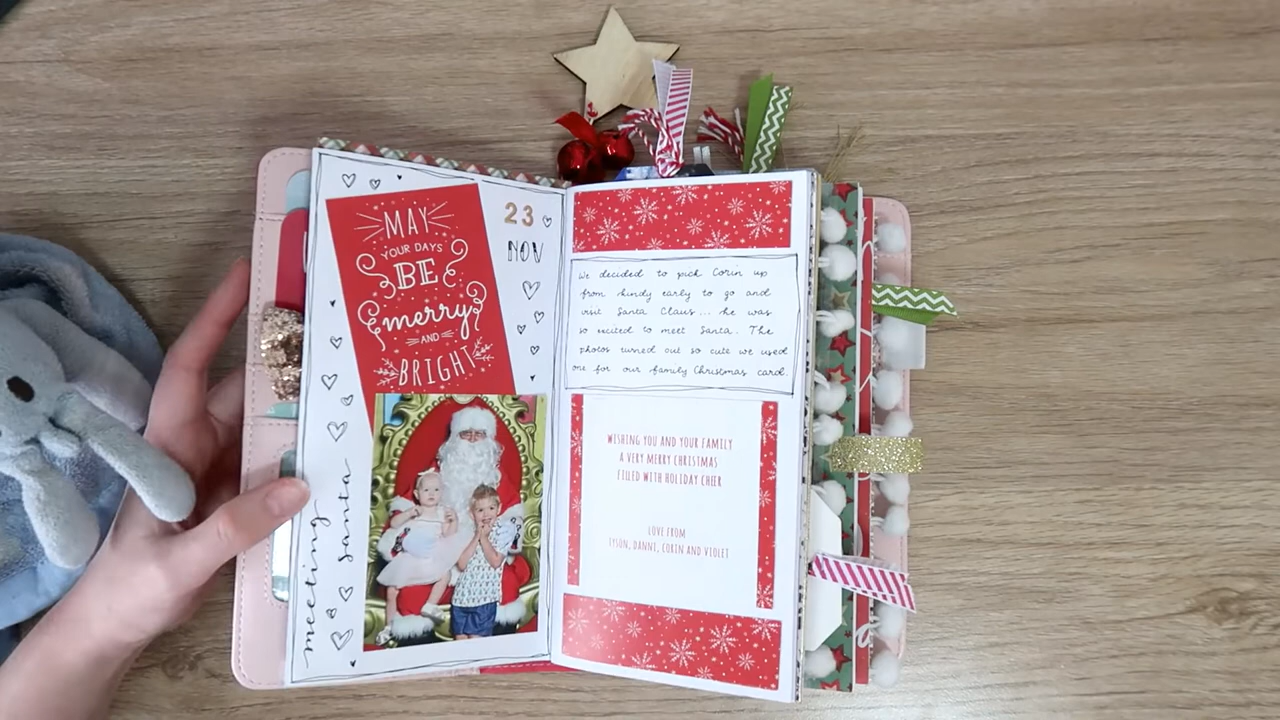 MAY
YOUR DAYS
BE
merry
AND
BRIGHT
23
NOV
meeting santa
We decided to pick Corin up
from kindy early to go and
visit Santa Claus... he was
so excited to meet Santa. The
photos turned out so cute we used
one for our family Christmas card.
WISHING YOU AND YOUR FAMILY
A VERY MERRY CHRISTMAS
FILLED WITH HOLIDAY CHEER
LOVE FROM
TYSON, DANNI, CORIN AND VIOLET